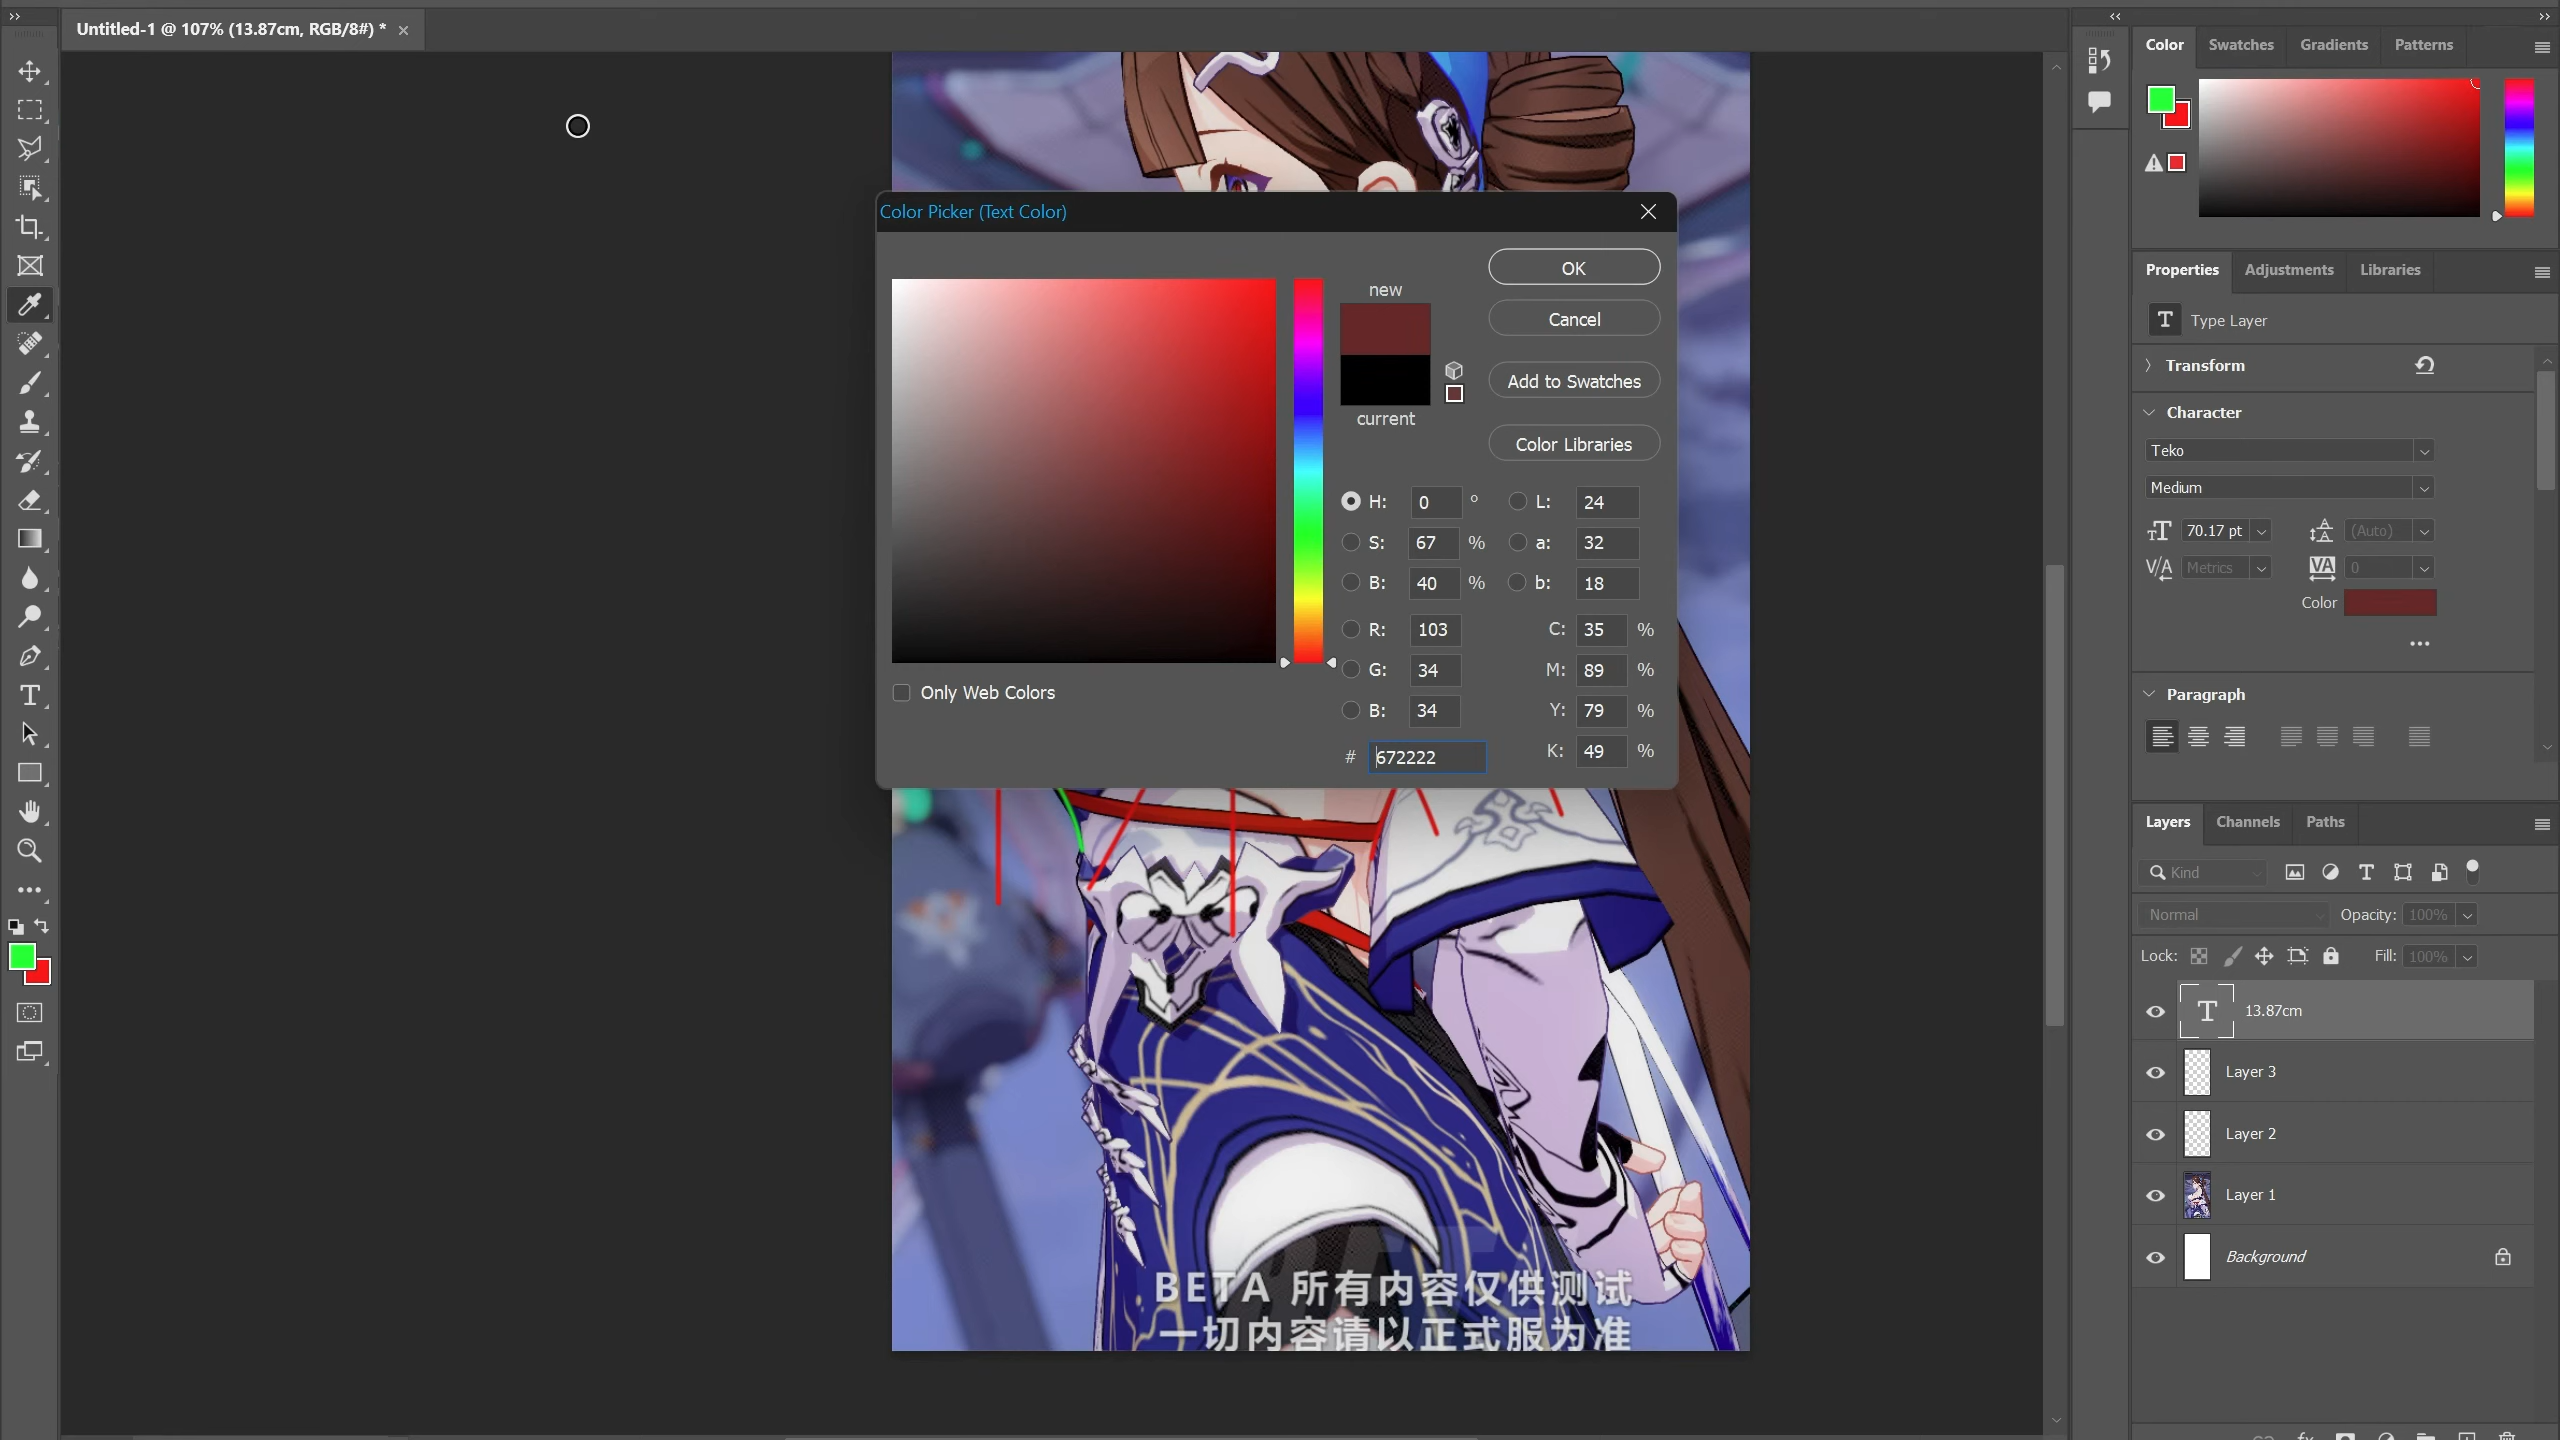 Untitled-1 @ 107% (13.87cm, RGB/8#) *
Color Swatches Gradients Patterns
Color Picker (Text Color)
new
current
OK
Cancel
Add to Swatches
Color Libraries
H: 0 °
S: 67 %
B: 40 %
R: 103
G: 34
B: 34
# 672222
L: 24
a: 32
b: 18
C: 35 %
M: 89 %
Y: 79 %
K: 49 %
Only Web Colors
Properties Adjustments Libraries
T Type Layer
Transform
Character
Teko
Medium
70.17 pt (Auto)
Metrics 0
Color
Paragraph
Layers Channels Paths
Kind
Normal Opacity: 100%
Lock: Fill: 100%
T 13.87cm
Layer 3
Layer 2
Layer 1
Background
BETA 所有内容仅供测试
一切内容请以正式服为准